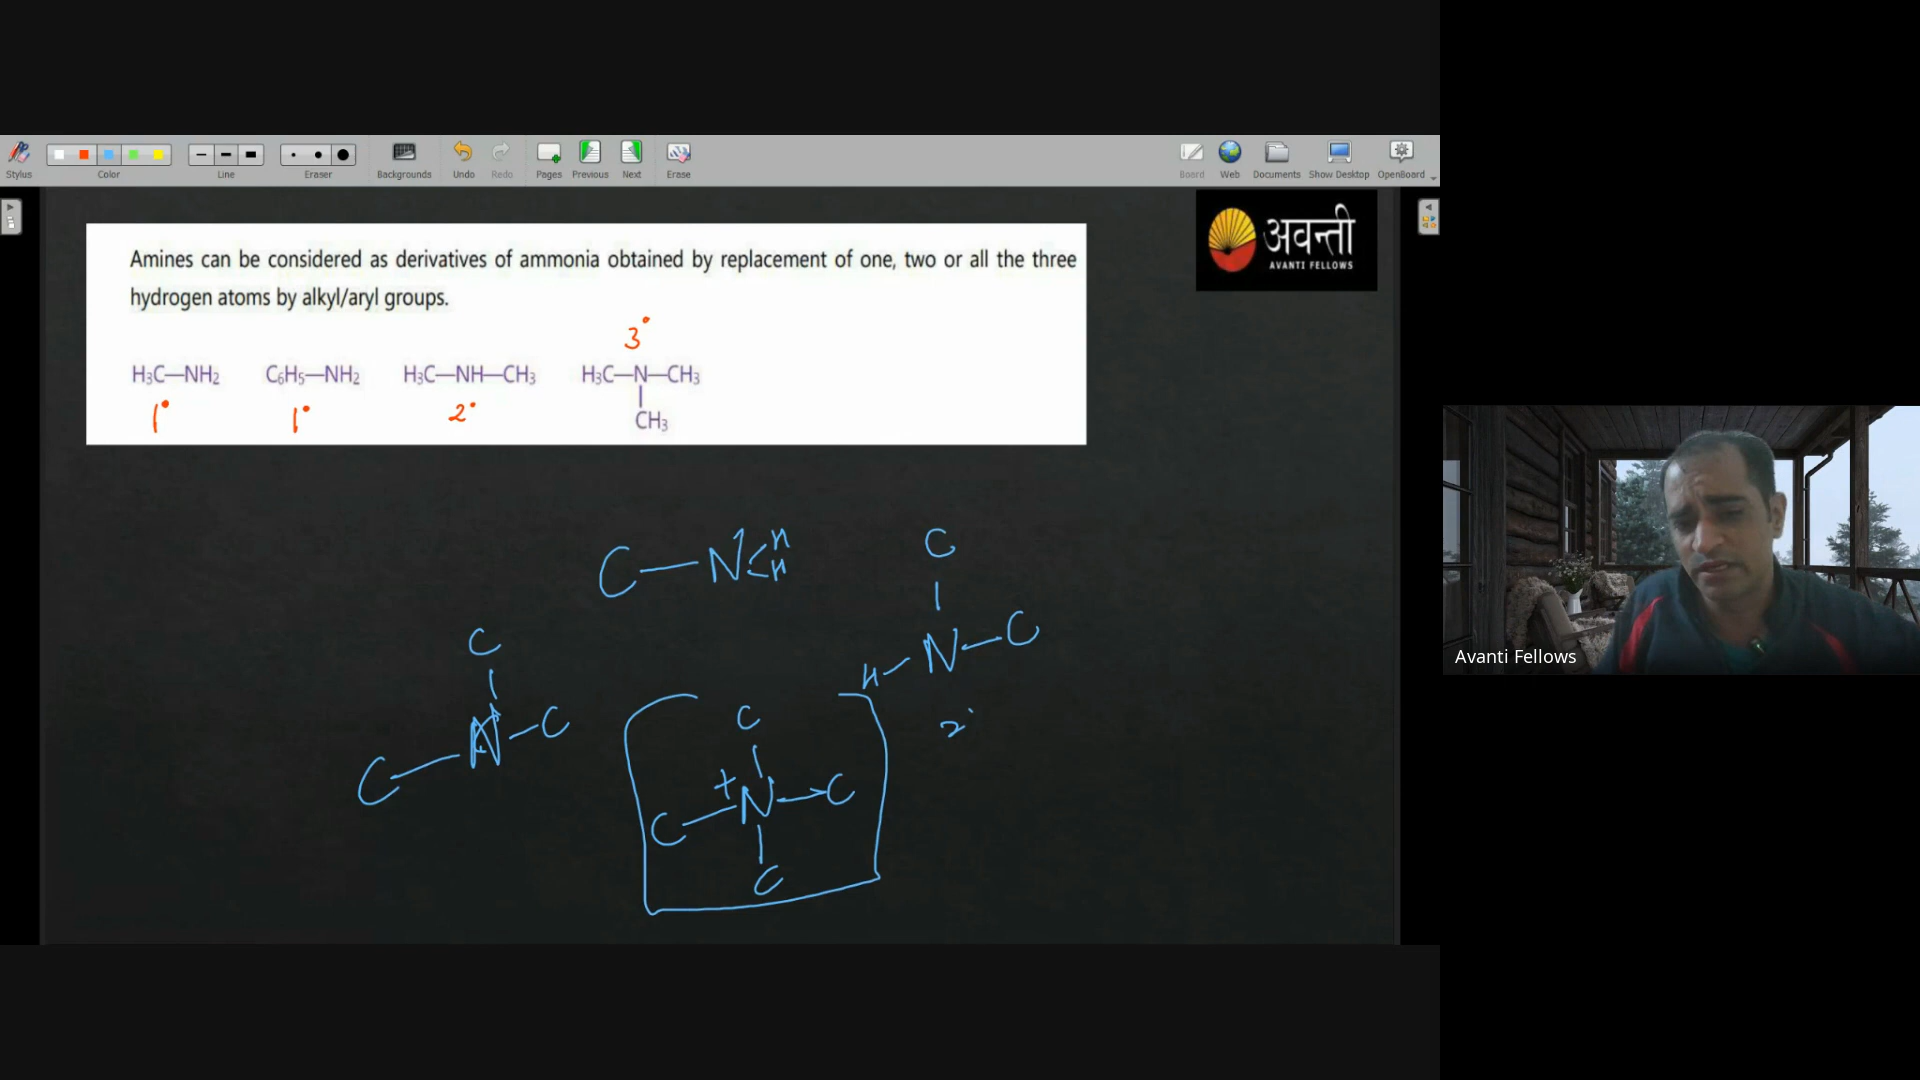 Stylus Color Line Eraser Backgrounds Undo Redo Pages Previous Next Erase Board Web Documents Show Desktop OpenBoard
अवन्ती
AVANTI FELLOWS
Amines can be considered as derivatives of ammonia obtained by replacement of one, two or all the three
hydrogen atoms by alkyl/aryl groups.
3°
H₃C—NH₂ C₆H₅—NH₂ H₃C—NH—CH₃ H₃C—N—CH₃
|
CH₃
1° 1° 2°
C—N<H
H
C
|
H—N—C
2°
C
|
C—N—C
C
|
C—N+—C
|
C
Avanti Fellows